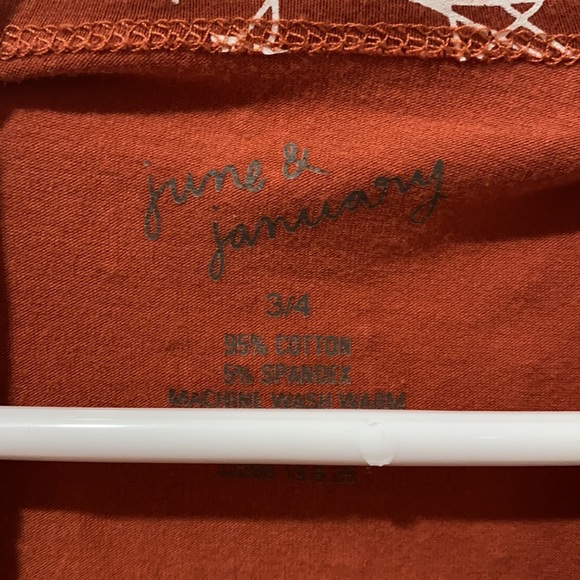 june &
january
3/4
95% COTTON
5% SPANDEX
MACHINE WASH WARM